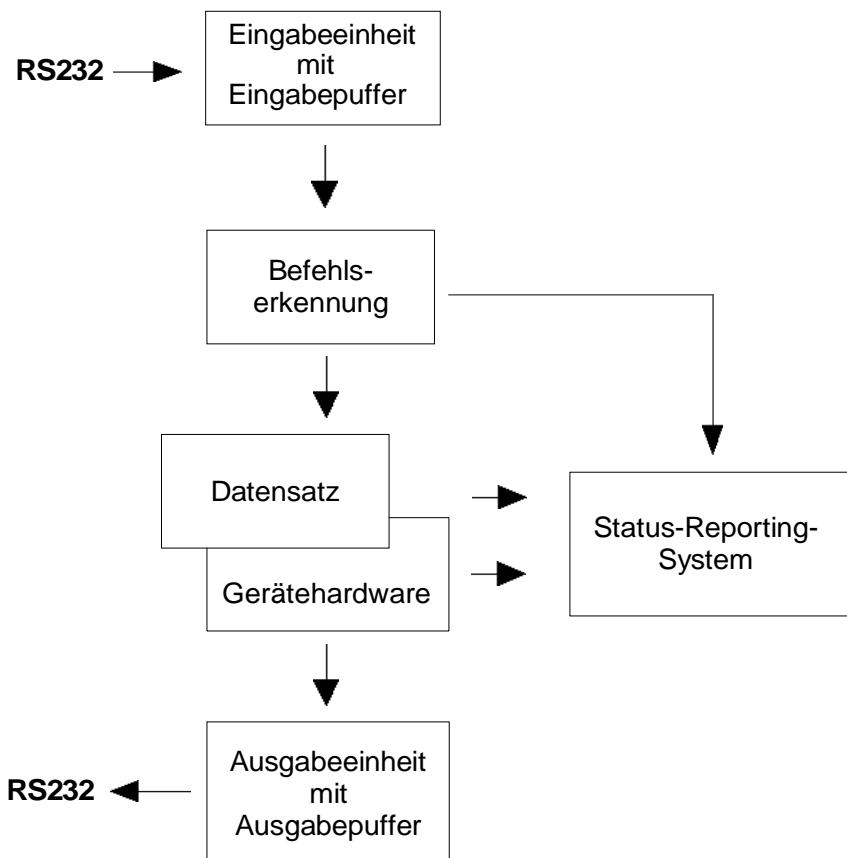 RS232
Eingabeeinheit
mit
Eingabepuffer
Befehls-
erkennung
Datensatz
Gerätehardware
Status-Reporting-
System
RS232
Ausgabeeinheit
mit
Ausgabepuffer